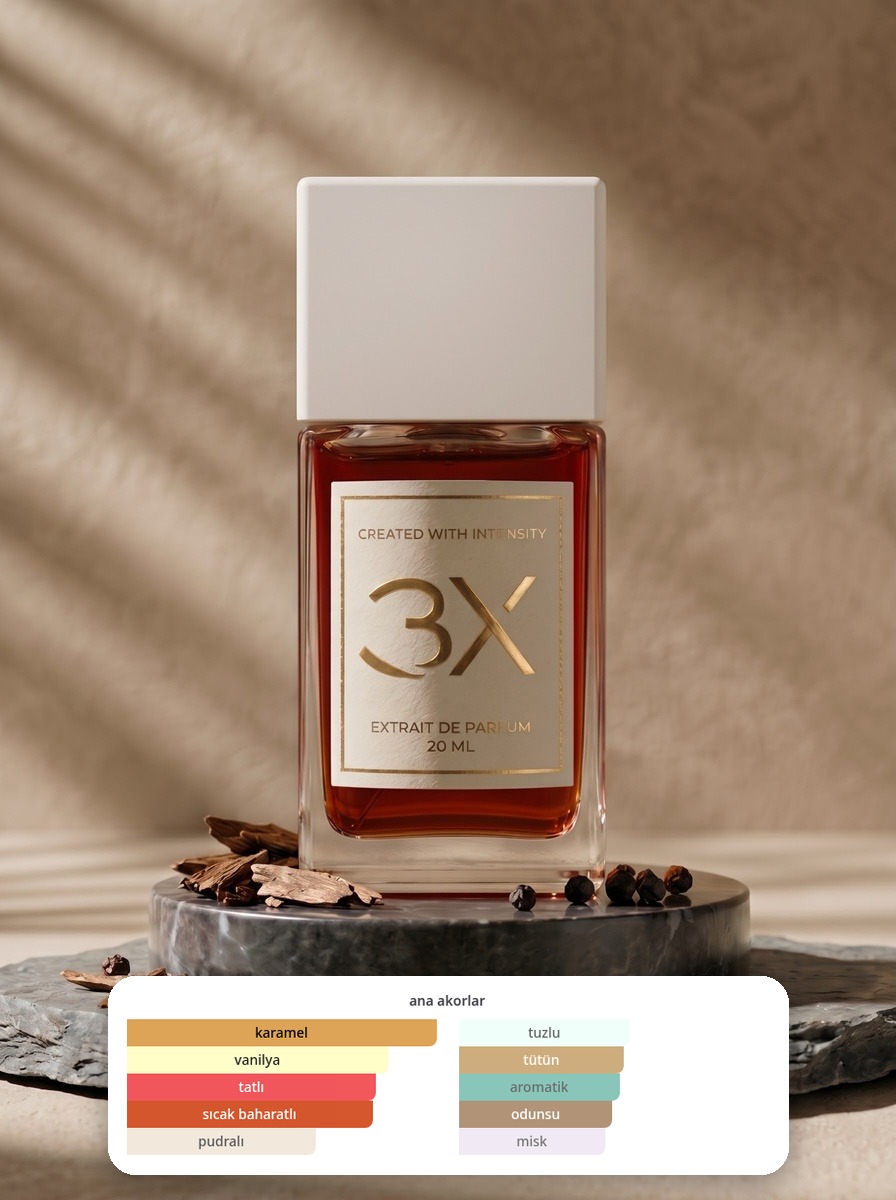 CREATED WITH INTENSITY
3X
EXTRAIT DE PARFUM
20 ML
ana akorlar
karamel
vanilya
tatlı
sıcak baharatlı
pudralı
tuzlu
tütün
aromatik
odunsu
misk